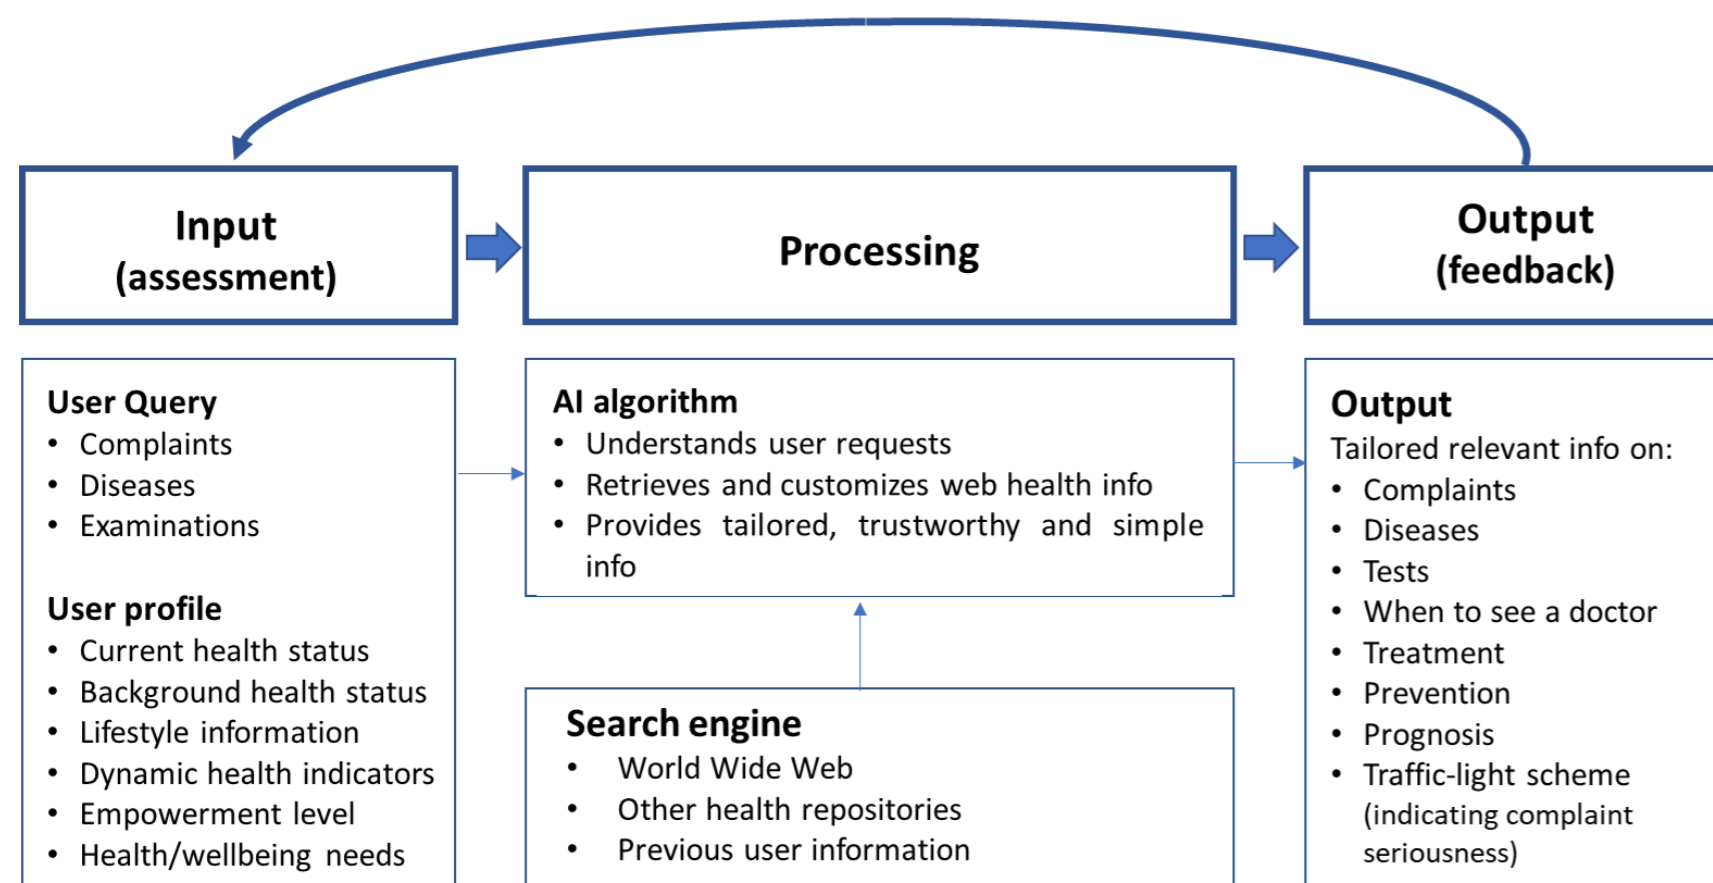 Input
(assessment)
Processing
Output
(feedback)
User Query
• Complaints
• Diseases
• Examinations
User profile
• Current health status
• Background health status
• Lifestyle information
• Dynamic health indicators
• Empowerment level
• Health/wellbeing needs
AI algorithm
• Understands user requests
• Retrieves and customizes web health info
• Provides tailored, trustworthy and simple
info
Search engine
• World Wide Web
• Other health repositories
• Previous user information
Output
Tailored relevant info on:
• Complaints
• Diseases
• Tests
• When to see a doctor
• Treatment
• Prevention
• Prognosis
• Traffic-light scheme
(indicating complaint
seriousness)